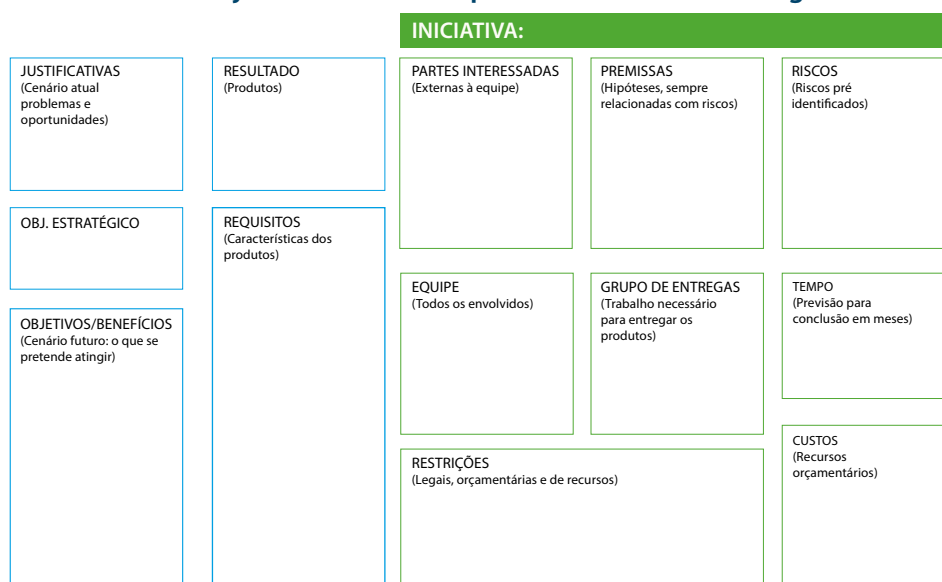 INICIATIVA:
JUSTIFICATIVAS
(Cenário atual
problemas e
oportunidades)
RESULTADO
(Produtos)
PARTES INTERESSADAS
(Externas à equipe)
PREMISSAS
(Hipóteses, sempre
relacionadas com riscos)
RISCOS
(Riscos pré
identificados)
OBJ. ESTRATÉGICO
REQUISITOS
(Características dos
produtos)
EQUIPE
(Todos os envolvidos)
GRUPO DE ENTREGAS
(Trabalho necessário
para entregar os
produtos)
TEMPO
(Previsão para
conclusão em meses)
OBJETIVOS/BENEFÍCIOS
(Cenário futuro: o que se
pretende atingir)
RESTRIÇÕES
(Legais, orçamentárias e de recursos)
CUSTOS
(Recursos
orçamentários)